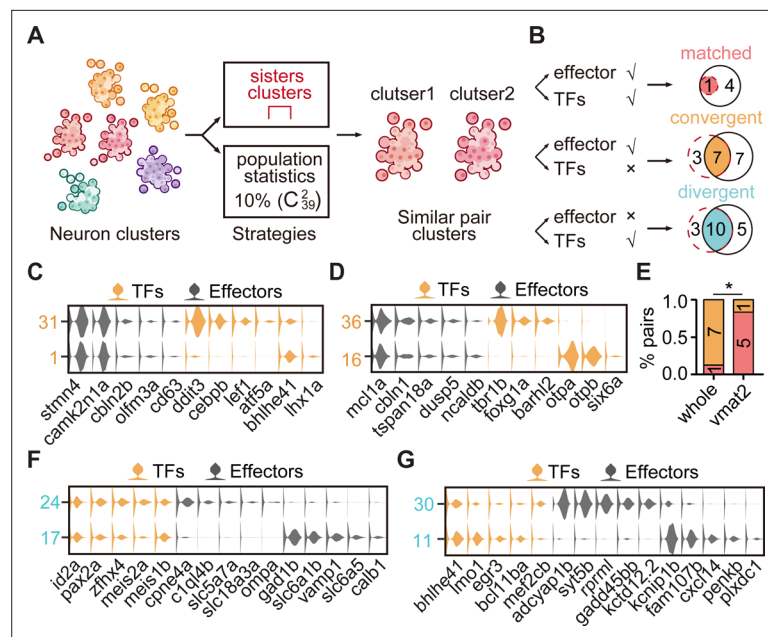 A
B
sisters
clusters
population
statistics
10% (C²₃₉)
Neuron clusters
Strategies
clutser1 clutser2
Similar pair
clusters
effector √
TFs √
matched
1 4
effector √
TFs ×
convergent
3 7 7
effector ×
TFs √
divergent
3 10 5
C
TFs Effectors
31
1
stmn4
camk2n1a
cbln2b
olfm3a
cd63
ddit3
cebpb
lef1
atf5a
bhlhe41
lhx1a
D
TFs Effectors
36
16
mcl1a
cbln1
tspan18a
dusp5
ncaldb
tbr1b
foxg1a
barhl2
otpa
otpb
six6a
E
*
% pairs
1.0
0.5
0.0
7
1
1
5
whole
vmat2
F
TFs Effectors
24
17
id2a
pax2a
zfhx4
meis2a
meis1b
cpne4a
c1ql4b
slc5a7a
slc18a3a
ompa
gad1b
slc6a1b
vamp1
slc6a5
calb1
G
TFs Effectors
30
11
bhlhe41
lmo1
egr3
bcl11ba
mef2cb
adcyap1b
syt5b
rprml
gadd45bb
kctd12.2
kcnip1b
fam107b
cxcl14
penkb
plxdc1